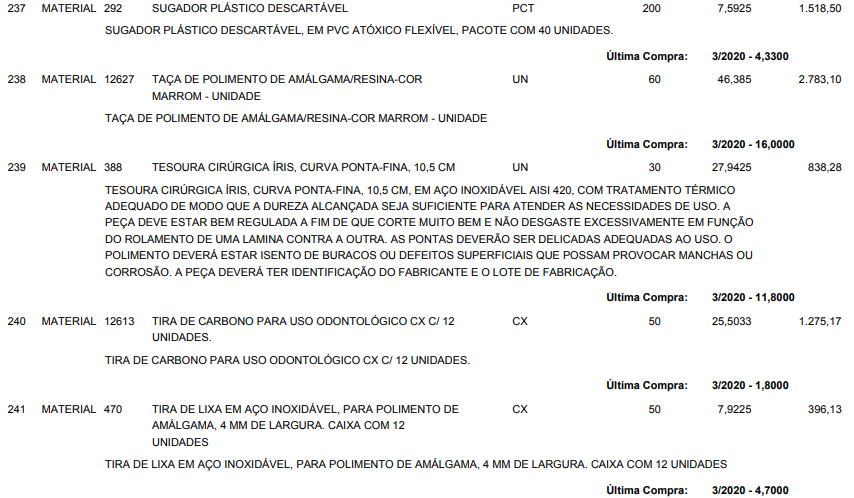 237 MATERIAL 292 SUGADOR PLÁSTICO DESCARTÁVEL PCT 200 7,5925 1.518,50
SUGADOR PLÁSTICO DESCARTÁVEL, EM PVC ATÓXICO FLEXÍVEL, PACOTE COM 40 UNIDADES.
Última Compra: 3/2020 - 4,3300
238 MATERIAL 12627 TAÇA DE POLIMENTO DE AMÁLGAMA/RESINA-COR UN 60 46,385 2.783,10
MARROM - UNIDADE
TAÇA DE POLIMENTO DE AMÁLGAMA/RESINA-COR MARROM - UNIDADE
Última Compra: 3/2020 - 16,0000
239 MATERIAL 388 TESOURA CIRÚRGICA ÍRIS, CURVA PONTA-FINA, 10,5 CM UN 30 27,9425 838,28
TESOURA CIRÚRGICA ÍRIS, CURVA PONTA-FINA, 10,5 CM, EM AÇO INOXIDÁVEL AISI 420, COM TRATAMENTO TÉRMICO
ADEQUADO DE MODO QUE A DUREZA ALCANÇADA SEJA SUFICIENTE PARA ATENDER AS NECESSIDADES DE USO. A
PEÇA DEVE ESTAR BEM REGULADA A FIM DE QUE CORTE MUITO BEM E NÃO DESGASTE EXCESSIVAMENTE EM FUNÇÃO
DO ROLAMENTO DE UMA LAMINA CONTRA A OUTRA. AS PONTAS DEVERÃO SER DELICADAS ADEQUADAS AO USO. O
POLIMENTO DEVERÁ ESTAR ISENTO DE BURACOS OU DEFEITOS SUPERFICIAIS QUE POSSAM PROVOCAR MANCHAS OU
CORROSÃO. A PEÇA DEVERÁ TER IDENTIFICAÇÃO DO FABRICANTE E O LOTE DE FABRICAÇÃO.
Última Compra: 3/2020 - 11,8000
240 MATERIAL 12613 TIRA DE CARBONO PARA USO ODONTOLÓGICO CX C/ 12 CX 50 25,5033 1.275,17
UNIDADES.
TIRA DE CARBONO PARA USO ODONTOLÓGICO CX C/ 12 UNIDADES.
Última Compra: 3/2020 - 1,8000
241 MATERIAL 470 TIRA DE LIXA EM AÇO INOXIDÁVEL, PARA POLIMENTO DE CX 50 7,9225 396,13
AMÁLGAMA, 4 MM DE LARGURA. CAIXA COM 12
UNIDADES
TIRA DE LIXA EM AÇO INOXIDÁVEL, PARA POLIMENTO DE AMÁLGAMA, 4 MM DE LARGURA. CAIXA COM 12 UNIDADES
Última Compra: 3/2020 - 4,7000